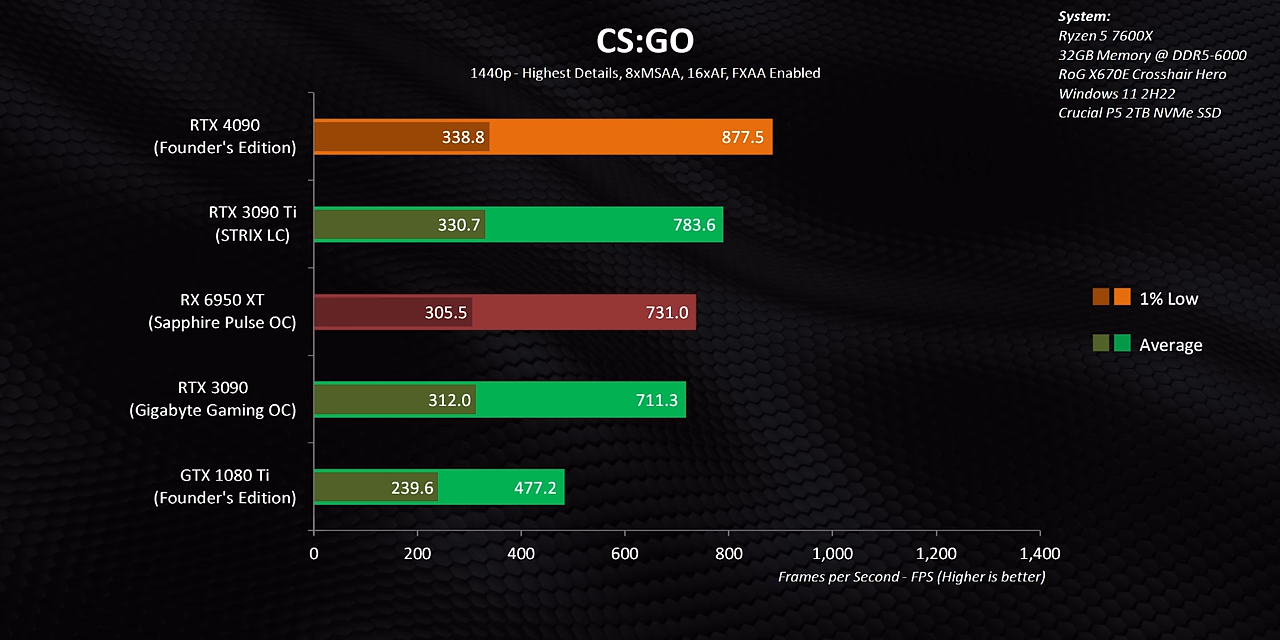 CS:GO
1440p - Highest Details, 8xMSAA, 16xAF, FXAA Enabled
System:
Ryzen 5 7600X
32GB Memory @ DDR5-6000
RoG X670E Crosshair Hero
Windows 11 2H22
Crucial P5 2TB NVMe SSD
RTX 4090
(Founder's Edition)
338.8
877.5
RTX 3090 Ti
(STRIX LC)
330.7
783.6
RX 6950 XT
(Sapphire Pulse OC)
305.5
731.0
RTX 3090
(Gigabyte Gaming OC)
312.0
711.3
GTX 1080 Ti
(Founder's Edition)
239.6
477.2
1% Low
Average
0 200 400 600 800 1,000 1,200 1,400
Frames per Second - FPS (Higher is better)